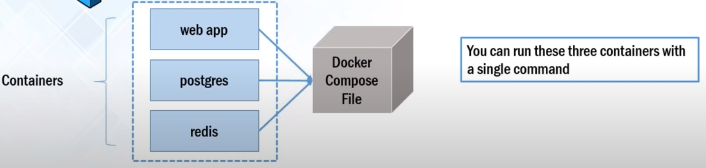 Containers
web app
postgres
redis
Docker
Compose
File
You can run these three containers with
a single command